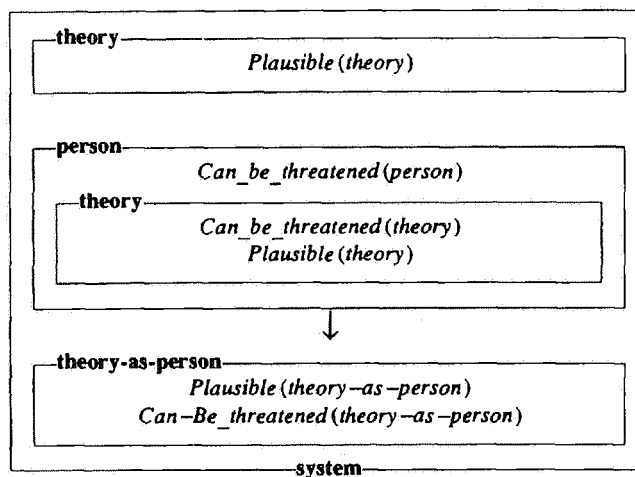 theory
Plausible(theory)
person
Can_be_threatened(person)
theory
Can_be_threatened(theory)
Plausible(theory)
↓
theory-as-person
Plausible(theory–as–person)
Can–Be_threatened(theory–as–person)
system